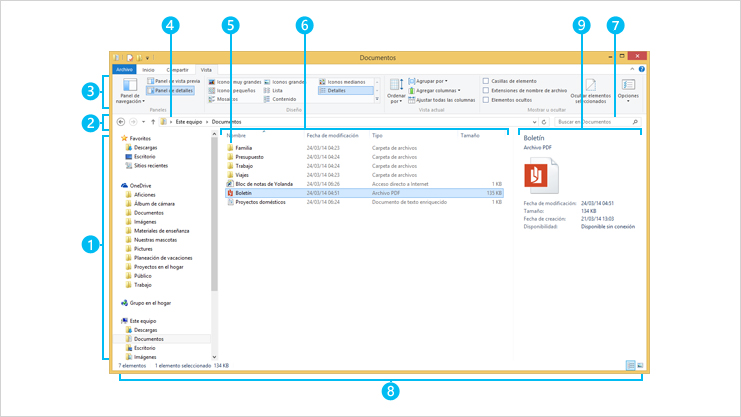 4 5 6 9 7
Documentos
Archivo Inicio Compartir Vista
3
Panel de navegación
Panel de vista previa
Panel de detalles
Paneles
Iconos muy grandes Iconos grandes Iconos medianos
Iconos pequeños Lista Detalles
Mosaicos Contenido
Diseño
Ordenar por
Agrupar por
Agregar columnas
Ajustar todas las columnas
Vista actual
Casillas de elemento
Extensiones de nombre de archivo
Elementos ocultos
Ocultar elementos seleccionados
Mostrar u ocultar
Opciones
2
Este equipo Documentos
Buscar en Documentos
1
Favoritos
Descargas
Escritorio
Sitios recientes
OneDrive
Aficiones
Álbum de cámara
Documentos
Imágenes
Materiales de enseñanza
Nuestras mascotas
Pictures
Planeación de vacaciones
Proyectos en el hogar
Público
Trabajo
Grupo en el hogar
Este equipo
Descargas
Documentos
Escritorio
Imágenes
Nombre Fecha de modificación Tipo Tamaño
Familia 24/03/14 04:23 Carpeta de archivos
Presupuesto 24/03/14 04:23 Carpeta de archivos
Trabajo 24/03/14 04:24 Carpeta de archivos
Viajes 24/03/14 04:23 Carpeta de archivos
Bloc de notas de Yolanda 24/03/14 06:26 Acceso directo a Internet 1 KB
Boletín 24/03/14 04:51 Archivo PDF 135 KB
Proyectos domésticos 24/03/14 04:24 Documento de texto enriquecido 1 KB
Boletín
Archivo PDF
Fecha de modificación: 24/03/14 04:51
Tamaño: 134 KB
Fecha de creación: 21/03/14 13:03
Disponibilidad: Disponible sin conexión
7 elementos 1 elemento seleccionado 134 KB
8